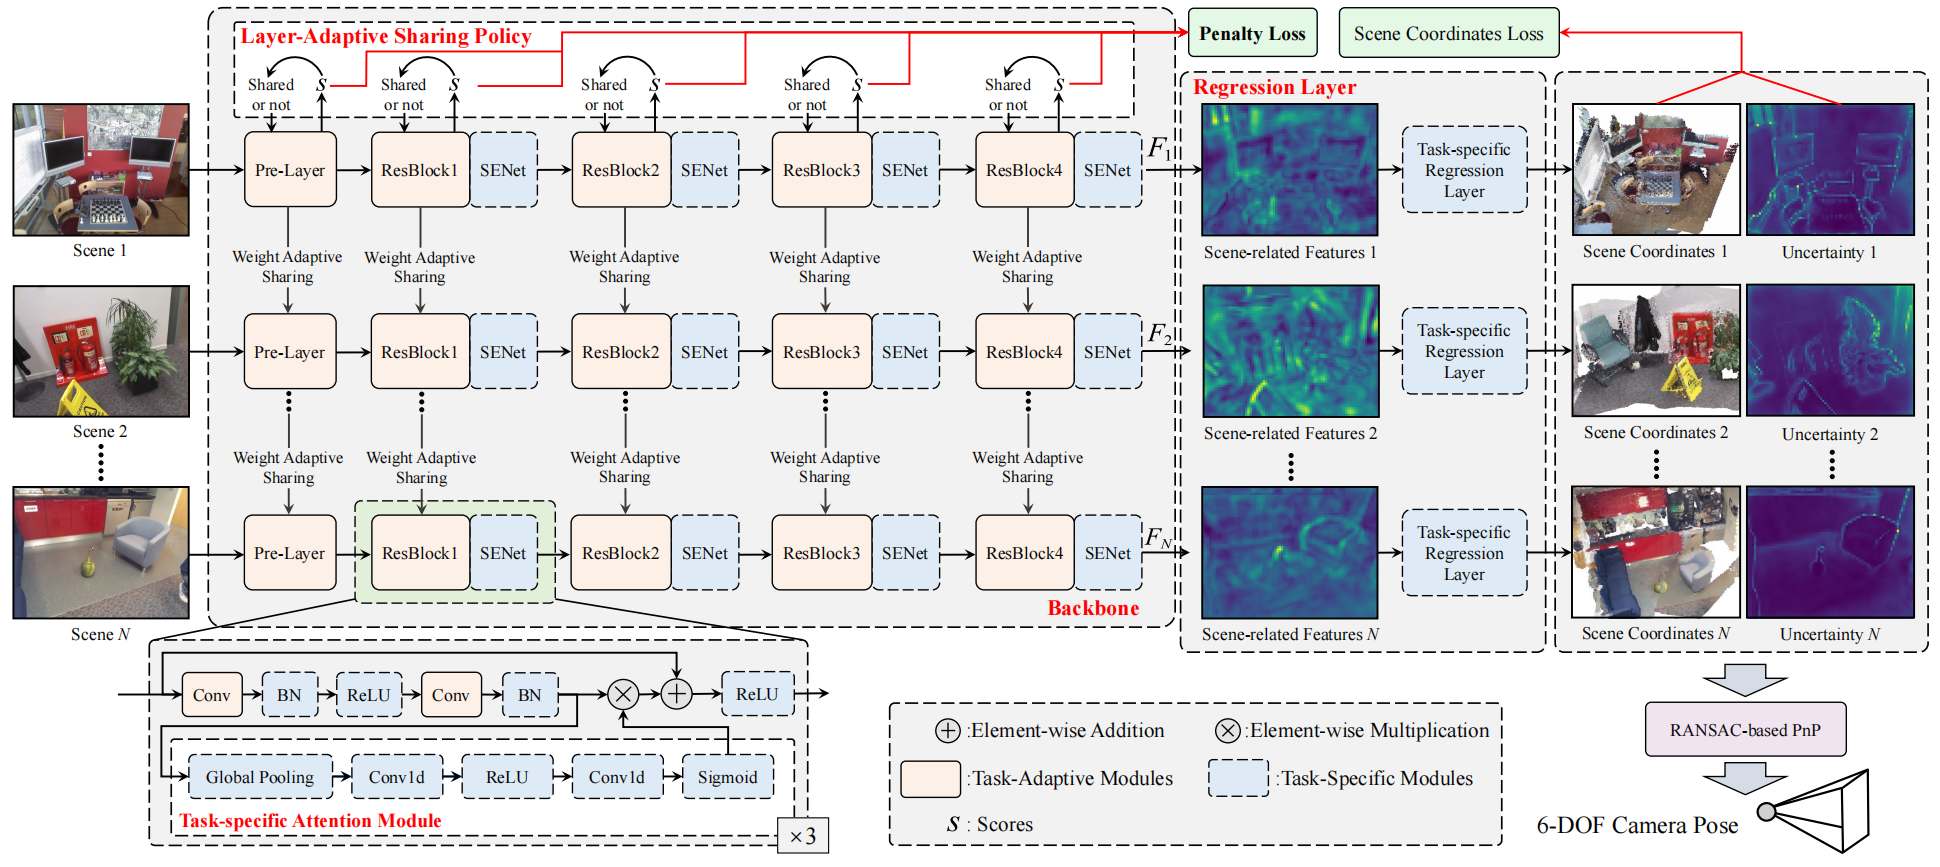 Layer-Adaptive Sharing Policy
Penalty Loss
Scene Coordinates Loss
Shared
or not
S
Shared
or not
S
Shared
or not
S
Shared
or not
S
Shared
or not
S
Regression Layer
Pre-Layer
ResBlock1
SENet
ResBlock2
SENet
ResBlock3
SENet
ResBlock4
SENet
F1
Task-specific
Regression
Layer
Scene 1
Scene-related Features 1
Scene Coordinates 1
Uncertainty 1
Weight Adaptive
Sharing
Weight Adaptive
Sharing
Weight Adaptive
Sharing
Weight Adaptive
Sharing
Weight Adaptive
Sharing
Pre-Layer
ResBlock1
SENet
ResBlock2
SENet
ResBlock3
SENet
ResBlock4
SENet
F2
Task-specific
Regression
Layer
Scene 2
Scene-related Features 2
Scene Coordinates 2
Uncertainty 2
Weight Adaptive
Sharing
Weight Adaptive
Sharing
Weight Adaptive
Sharing
Weight Adaptive
Sharing
Weight Adaptive
Sharing
Pre-Layer
ResBlock1
SENet
ResBlock2
SENet
ResBlock3
SENet
ResBlock4
SENet
FN
Task-specific
Regression
Layer
Backbone
Scene N
Scene-related Features N
Scene Coordinates N
Uncertainty N
Conv
BN
ReLU
Conv
BN
ReLU
Global Pooling
Conv1d
ReLU
Conv1d
Sigmoid
Task-specific Attention Module
×3
:Element-wise Addition
:Element-wise Multiplication
:Task-Adaptive Modules
:Task-Specific Modules
S : Scores
RANSAC-based PnP
6-DOF Camera Pose